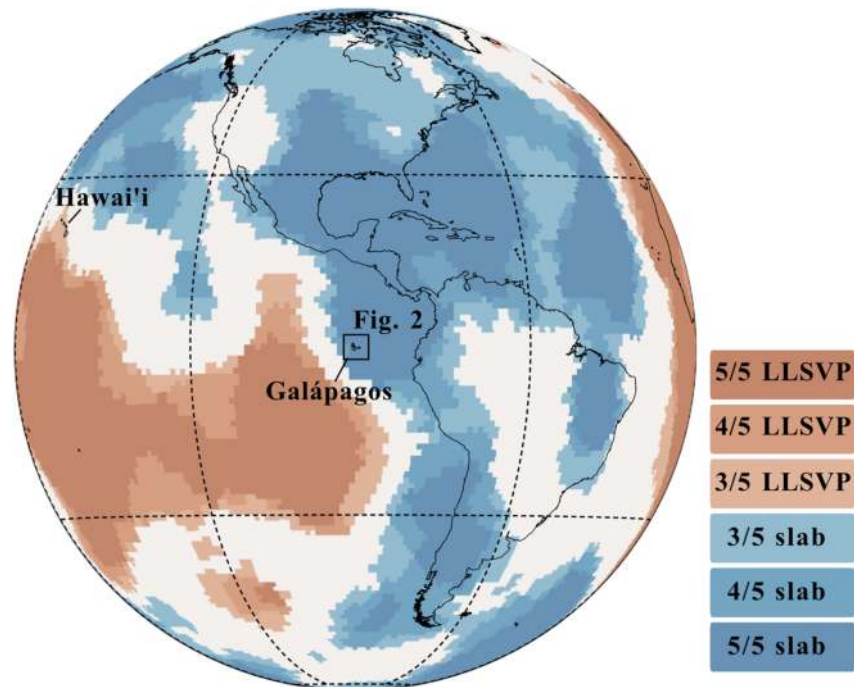 Hawai'i
Fig. 2
Galápagos
5/5 LLSVP
4/5 LLSVP
3/5 LLSVP
3/5 slab
4/5 slab
5/5 slab